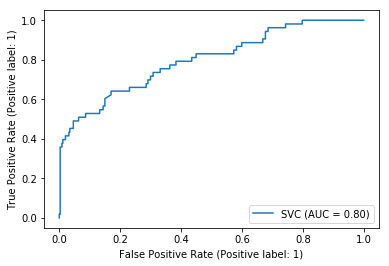 1.0
0.8
0.6
0.4
0.2
0.0
True Positive Rate (Positive label: 1)
SVC (AUC = 0.80)
0.0 0.2 0.4 0.6 0.8 1.0
False Positive Rate (Positive label: 1)